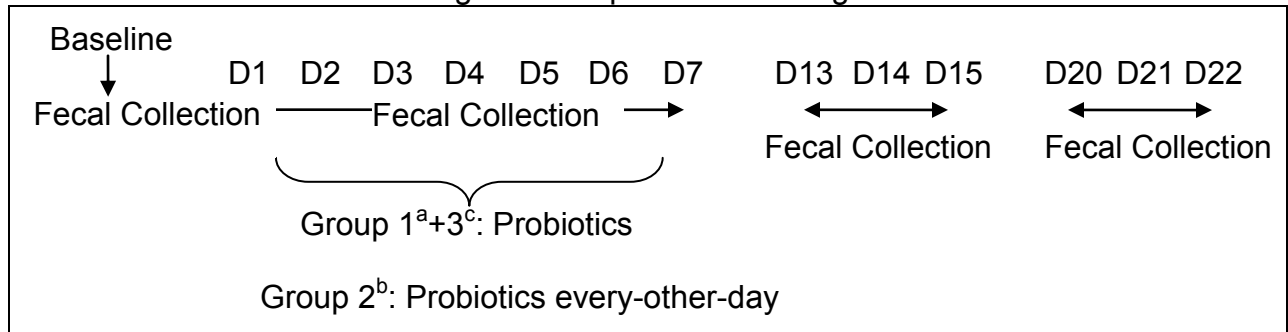 Baseline
D1 D2 D3 D4 D5 D6 D7 D13 D14 D15 D20 D21 D22
Fecal Collection Fecal Collection
Fecal Collection Fecal Collection
Group 1a+3c: Probiotics
Group 2b: Probiotics every-other-day